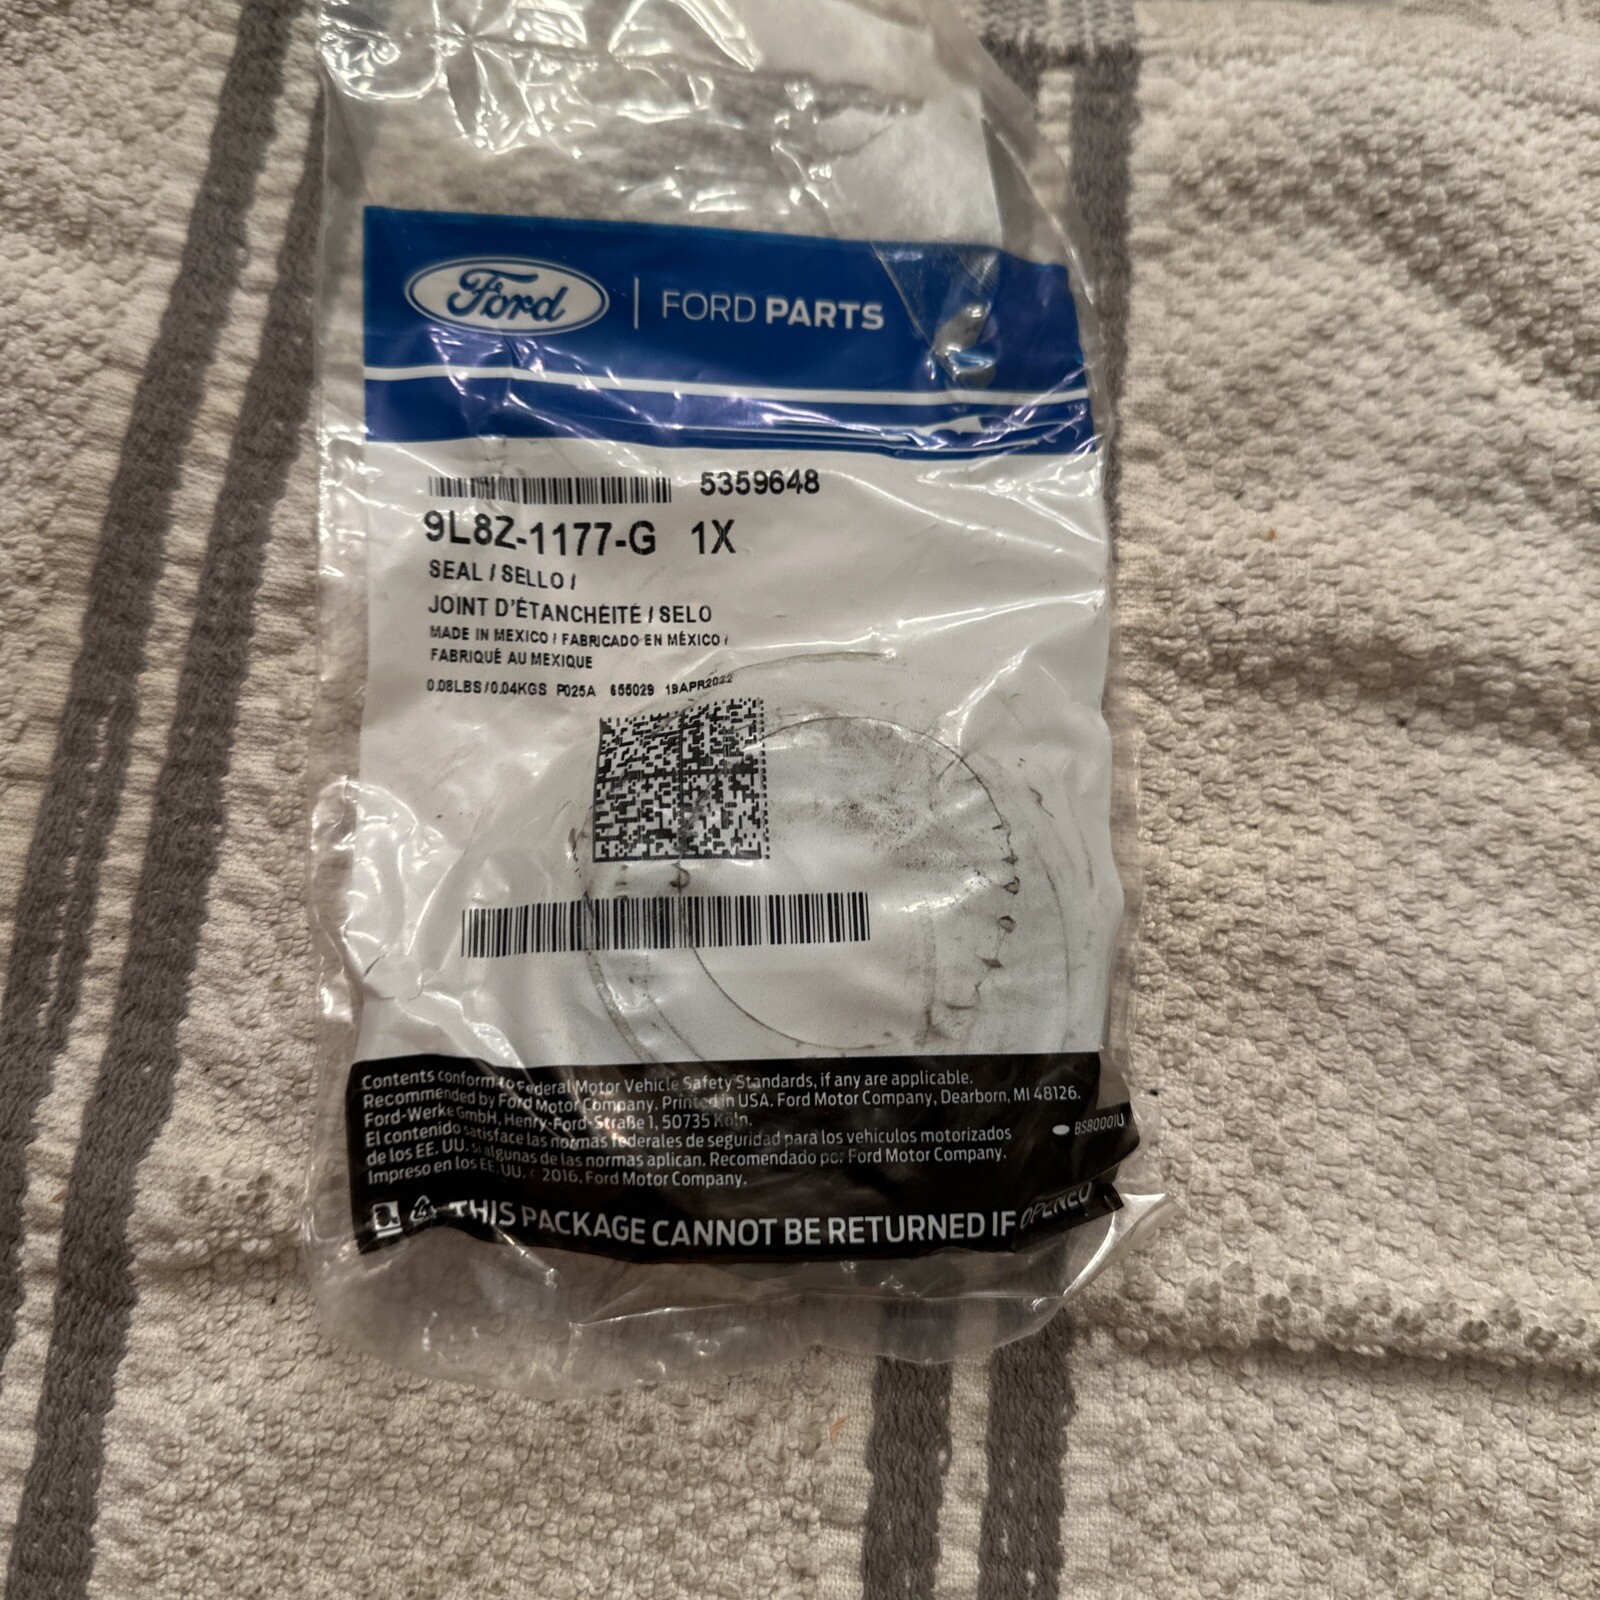 Ford | FORD PARTS
5359648
9L8Z-1177-G 1X
SEAL / SELLO /
JOINT D'ÉTANCHÉITÉ / SELO
MADE IN MEXICO / FABRICADO EN MÉXICO /
FABRIQUÉ AU MEXIQUE
0.08LBS/0.04KGS P025A 655029 19APR2022
Contents conform to Federal Motor Vehicle Safety Standards, if any are applicable.
Recommended by Ford Motor Company. Printed in USA. Ford Motor Company, Dearborn, MI 48126.
Ford-Werke GmbH, Henry-Ford-Straße 1, 50735 Köln.
El contenido satisface las normas federales de seguridad para los vehículos motorizados
de los EE. UU. si algunas de las normas aplican. Recomendado por Ford Motor Company.
Impreso en los EE. UU. © 2016, Ford Motor Company.
BSB0001U
THIS PACKAGE CANNOT BE RETURNED IF OPENED